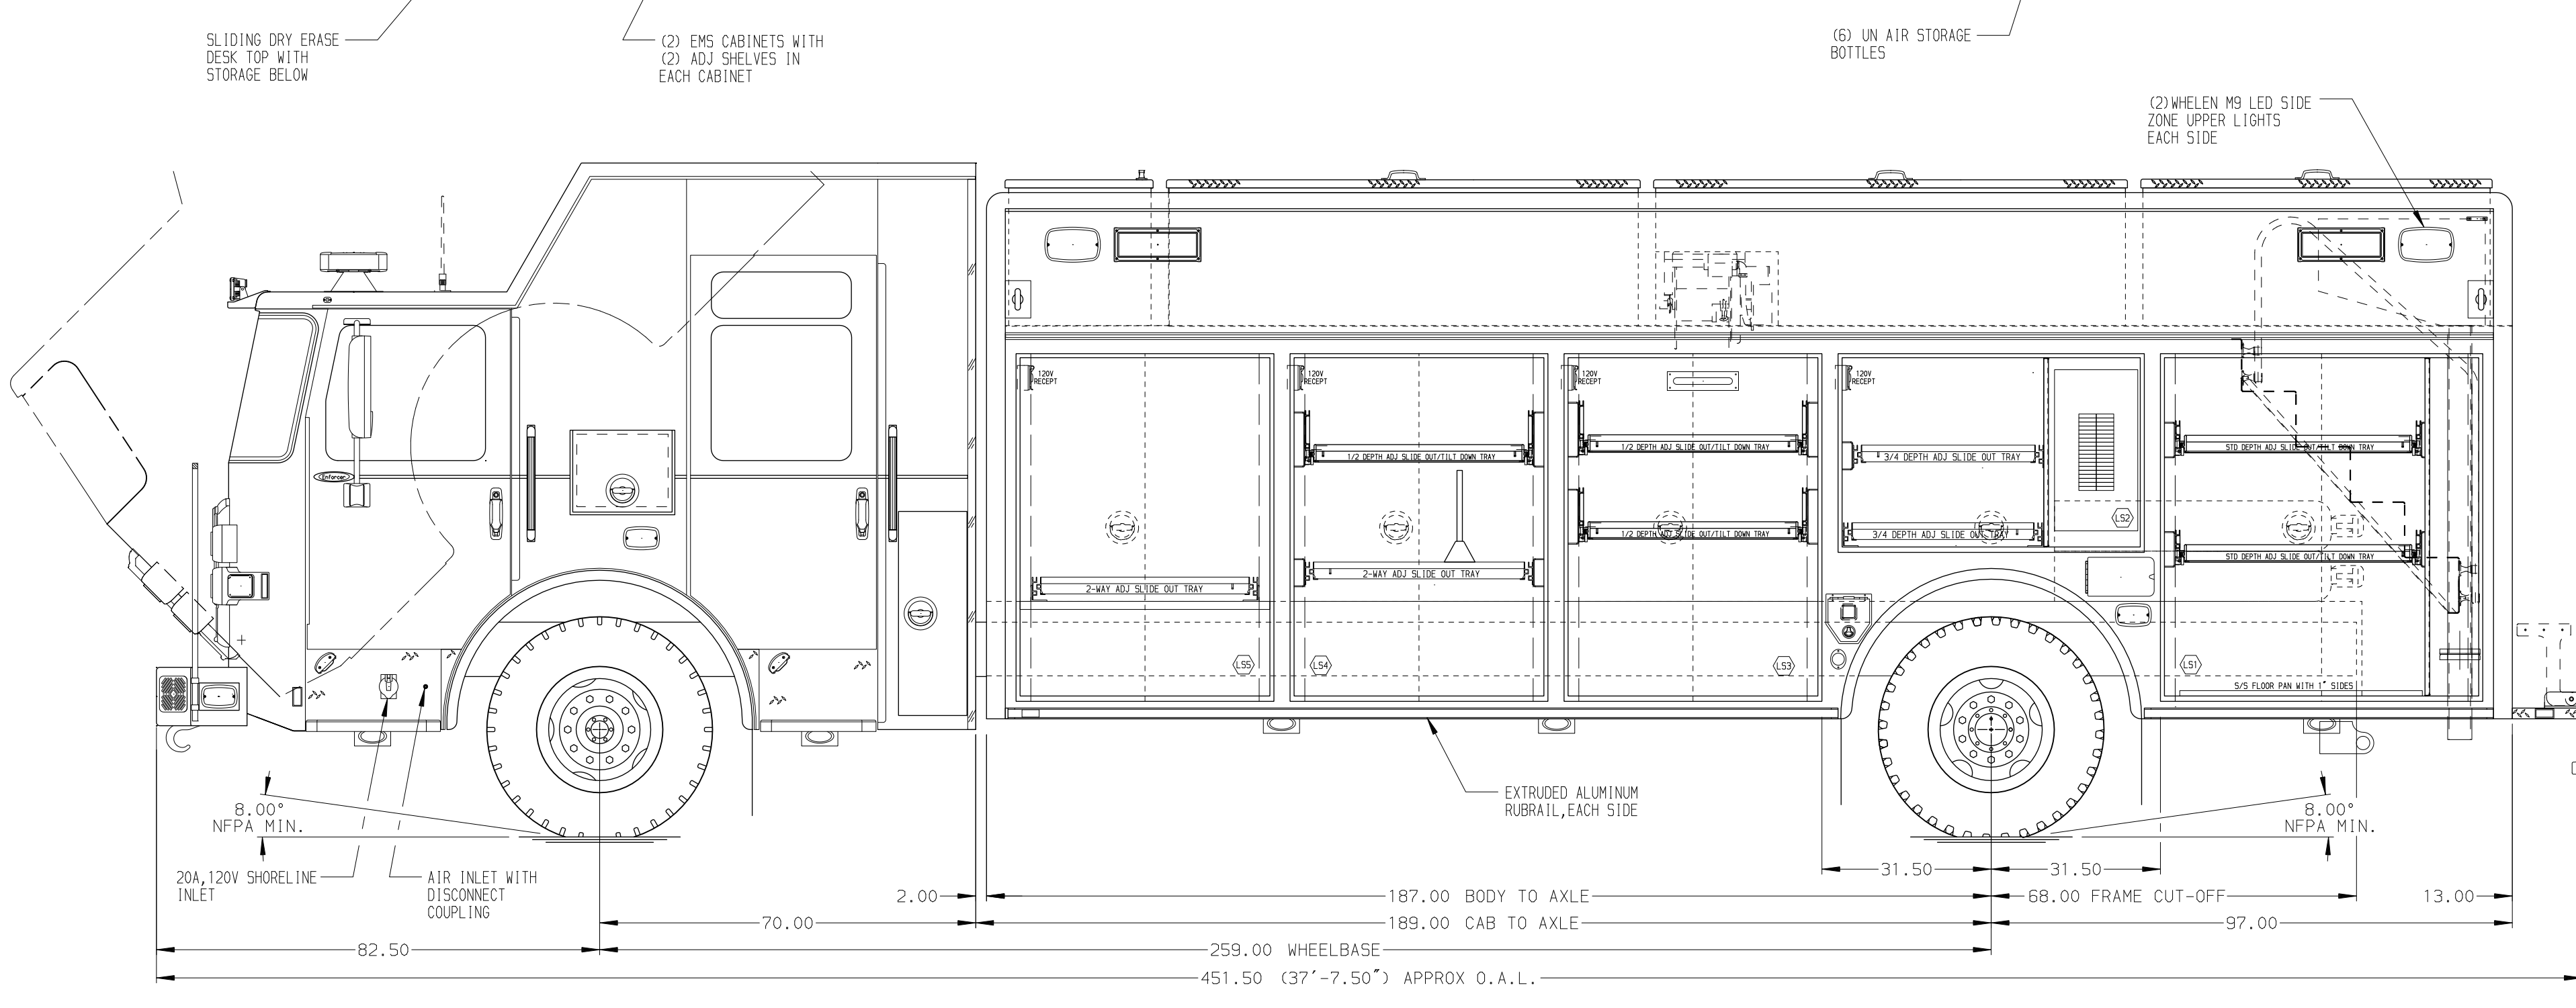 SLIDING DRY ERASE
DESK TOP WITH
STORAGE BELOW
(2) EMS CABINETS WITH
(2) ADJ SHELVES IN
EACH CABINET
(6) UN AIR STORAGE
BOTTLES
(2)WHELEN M9 LED SIDE
ZONE UPPER LIGHTS
EACH SIDE
120V
RECEPT
120V
RECEPT
120V
RECEPT
120V
RECEPT
1/2 DEPTH ADJ SLIDE OUT/TILT DOWN TRAY
1/2 DEPTH ADJ SLIDE OUT/TILT DOWN TRAY
3/4 DEPTH ADJ SLIDE OUT TRAY
STD DEPTH ADJ SLIDE OUT/TILT DOWN TRAY
Enforcer
LS2
1/2 DEPTH ADJ SLIDE OUT/TILT DOWN TRAY
3/4 DEPTH ADJ SLIDE OUT TRAY
STD DEPTH ADJ SLIDE OUT/TILT DOWN TRAY
2-WAY ADJ SLIDE OUT TRAY
2-WAY ADJ SLIDE OUT TRAY
LS5
LS4
LS3
LS1
S/S FLOOR PAN WITH 1" SIDES
EXTRUDED ALUMINUM
RUBRAIL,EACH SIDE
8.00°
NFPA MIN.
8.00°
NFPA MIN.
20A,120V SHORELINE
INLET
AIR INLET WITH
DISCONNECT
COUPLING
31.50
31.50
2.00
187.00 BODY TO AXLE
68.00 FRAME CUT-OFF
13.00
70.00
189.00 CAB TO AXLE
97.00
82.50
259.00 WHEELBASE
451.50 (37'-7.50") APPROX O.A.L.